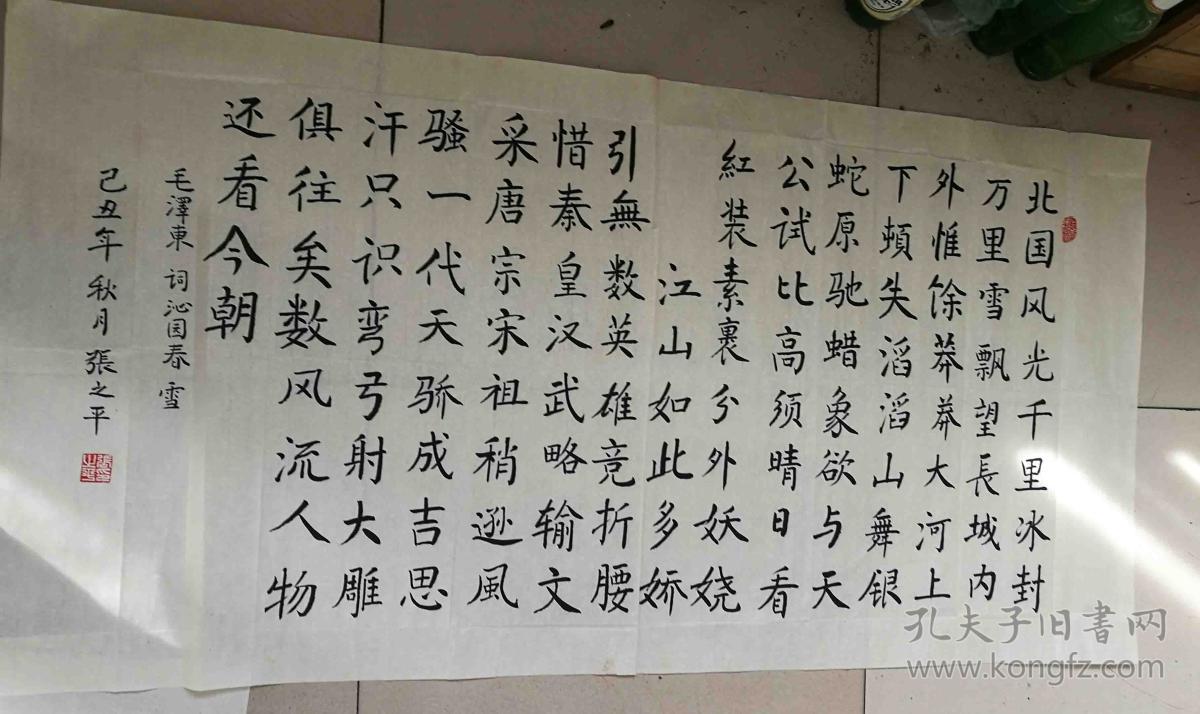 北国风光千里冰封
万里雪飘望長城内
外惟馀莽莽大河上
下頓失滔滔山舞银
蛇原驰蜡象欲与天
公试比高须晴日看
紅装素裹分外妖娆
江山如此多娇
引無数英雄竞折腰
惜秦皇汉武略输文
采唐宗宋祖稍逊風
骚一代天骄成吉思
汗只识弯弓射大雕
俱往矣数风流人物
还看今朝
毛澤東 词沁园春雪
己丑年 秋月 張之平
孔夫子旧书网
www.kongfz.com